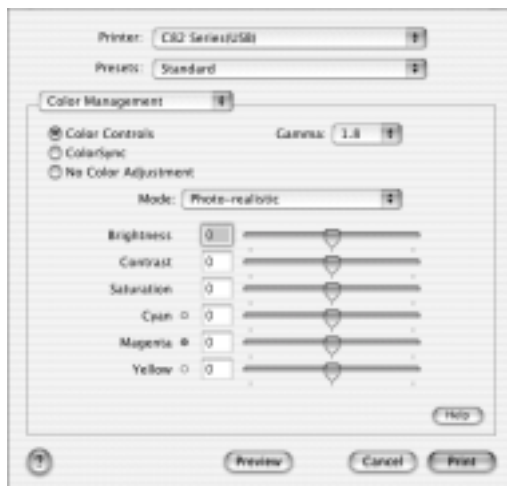 Printer: C82 Series(USB)
Presets: Standard
Color Management
Color Controls Gamma: 1.8
ColorSync
No Color Adjustment
Mode: Photo-realistic
Brightness 0
Contrast 0
Saturation 0
Cyan 0
Magenta 0
Yellow 0
Help
? Preview Cancel Print